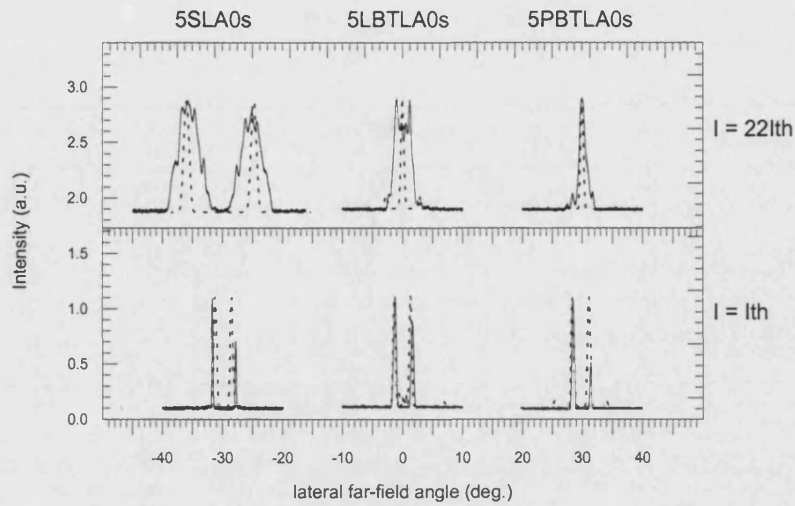 5SLA0s 5LBTLA0s 5PBTLA0s
3.0
2.5
2.0
1.5
1.0
0.5
0.0
Intensity (a.u.)
I = 22Ith
I = Ith
-40 -30 -20 -10 0 10 20 30 40
lateral far-field angle (deg.)